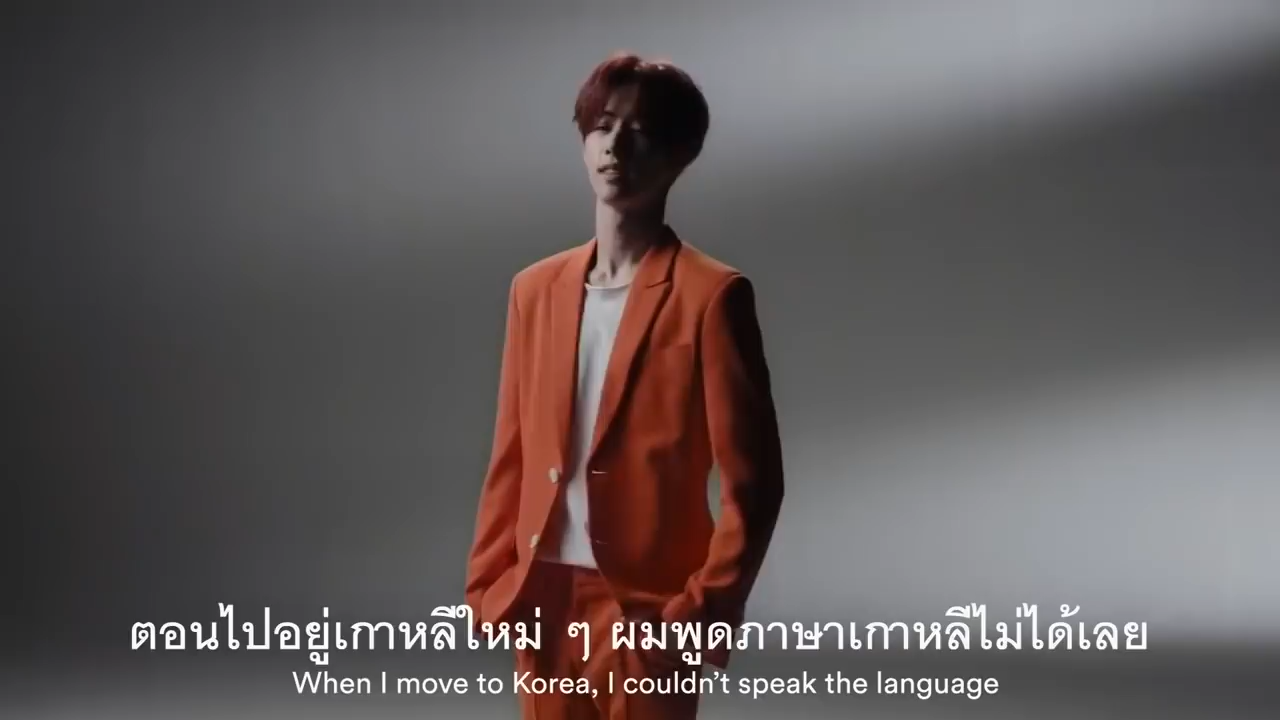 ตอนไปอยู่เกาหลีใหม่ ๆ ผมพูดภาษาเกาหลีไม่ได้เลย
When I move to Korea, I couldn’t speak the language